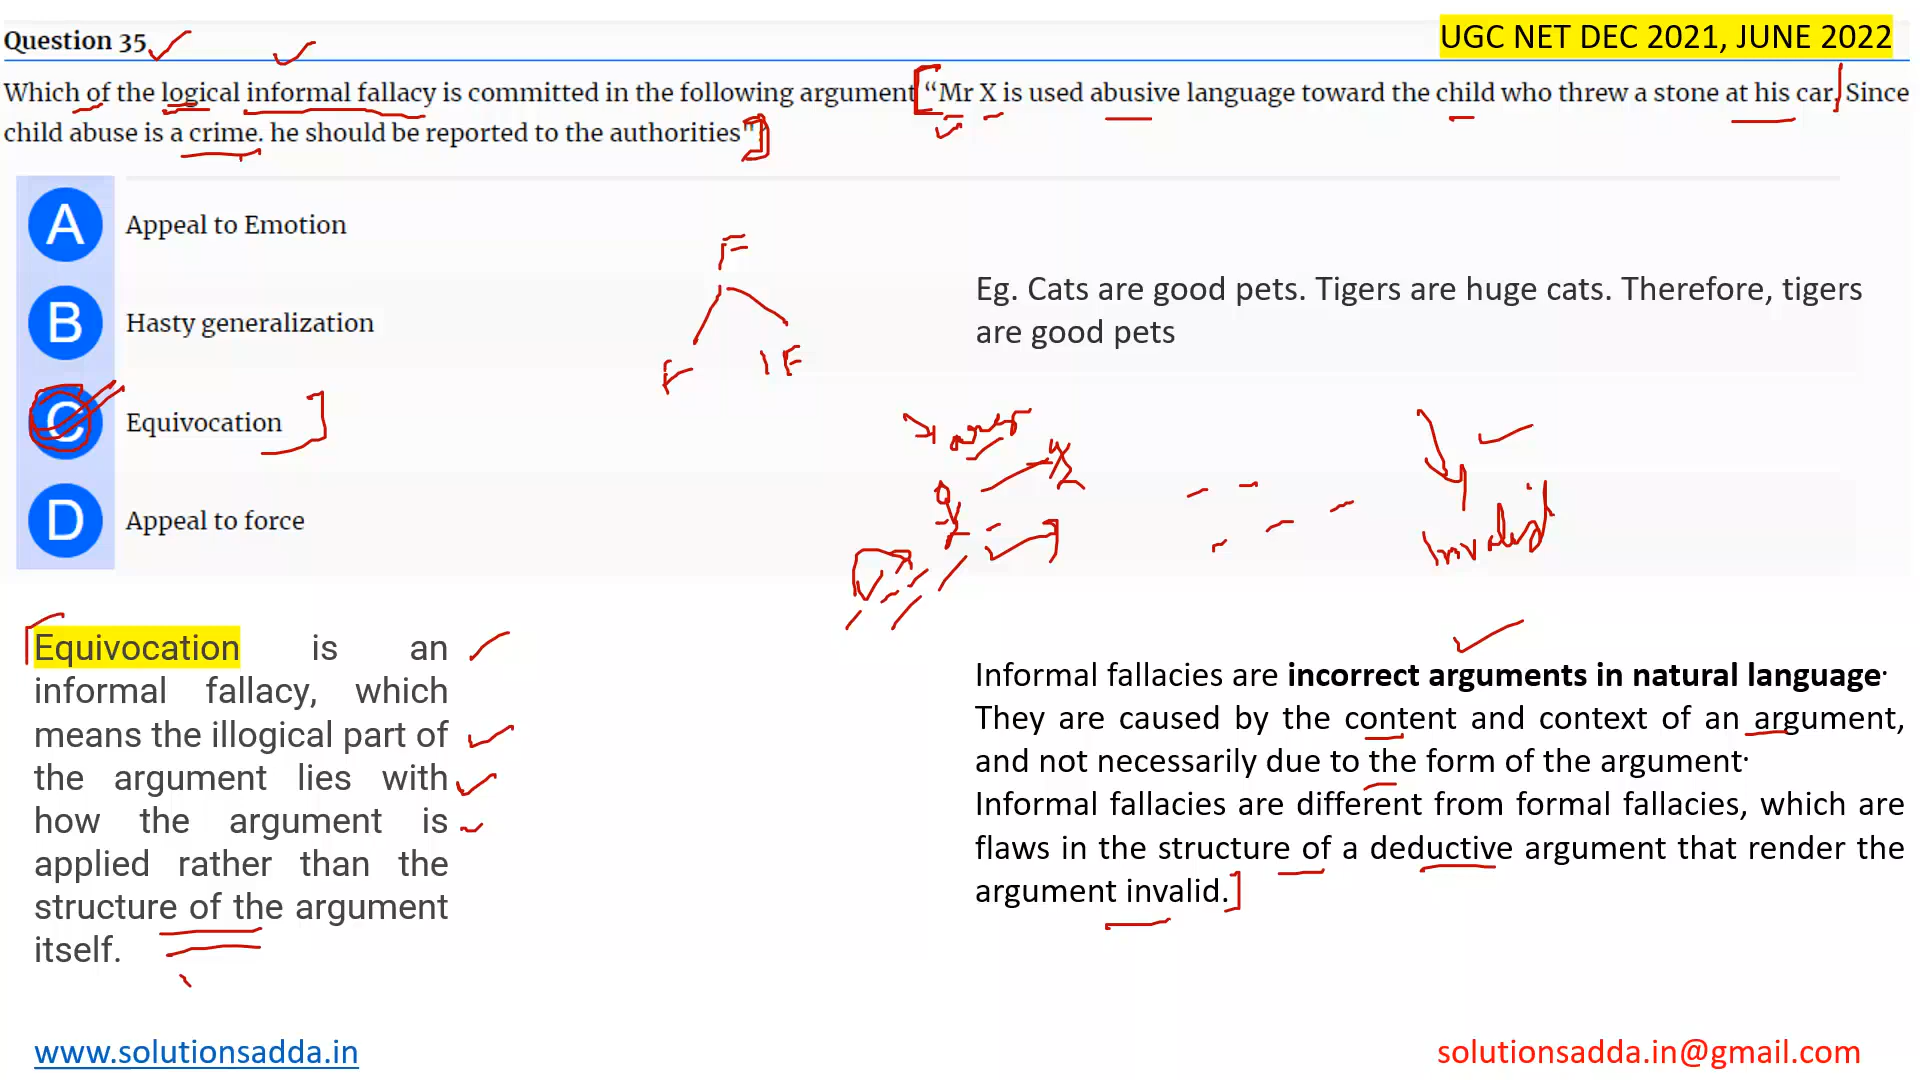 Question 35
UGC NET DEC 2021, JUNE 2022
Which of the logical informal fallacy is committed in the following argument “Mr X is used abusive language toward the child who threw a stone at his car. Since
child abuse is a crime. he should be reported to the authorities"
A Appeal to Emotion
B Hasty generalization
C Equivocation
D Appeal to force
F
F IF
Eg. Cats are good pets. Tigers are huge cats. Therefore, tigers
are good pets
invalid
Equivocation is an
informal fallacy, which
means the illogical part of
the argument lies with
how the argument is
applied rather than the
structure of the argument
itself.
Informal fallacies are incorrect arguments in natural language.
They are caused by the content and context of an argument,
and not necessarily due to the form of the argument.
Informal fallacies are different from formal fallacies, which are
flaws in the structure of a deductive argument that render the
argument invalid.
www.solutionsadda.in
solutionsadda.in@gmail.com